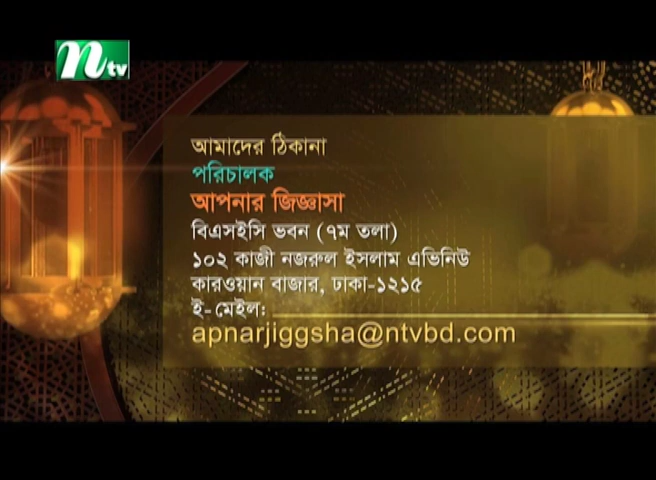 ntv
আমাদের ঠিকানা
পরিচালক
আপনার জিজ্ঞাসা
বিএসইসি ভবন (৭ম তলা)
১০২ কাজী নজরুল ইসলাম এভিনিউ
কারওয়ান বাজার, ঢাকা-১২১৫
ই-মেইল:
apnarjiggsha@ntvbd.com